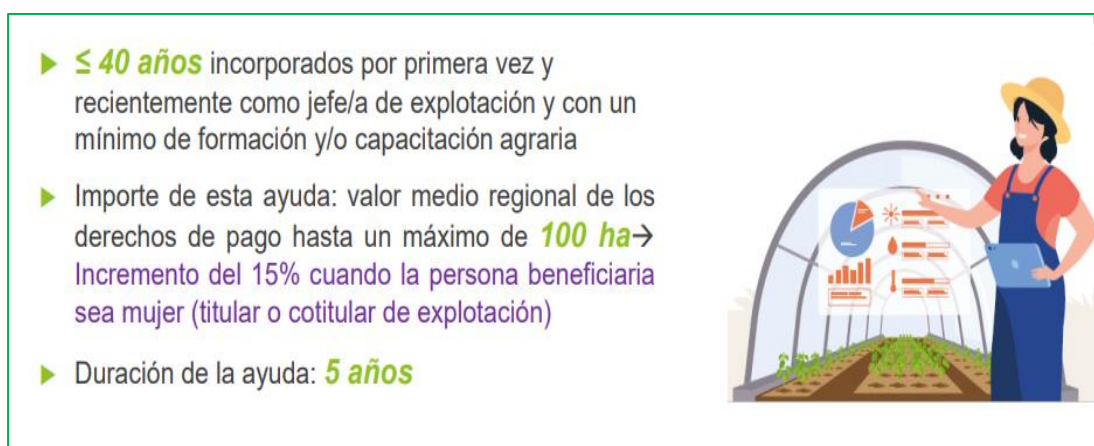 ≤ 40 años incorporados por primera vez y
recientemente como jefe/a de explotación y con un
mínimo de formación y/o capacitación agraria
Importe de esta ayuda: valor medio regional de los
derechos de pago hasta un máximo de 100 ha→
Incremento del 15% cuando la persona beneficiaria
sea mujer (titular o cotitular de explotación)
Duración de la ayuda: 5 años